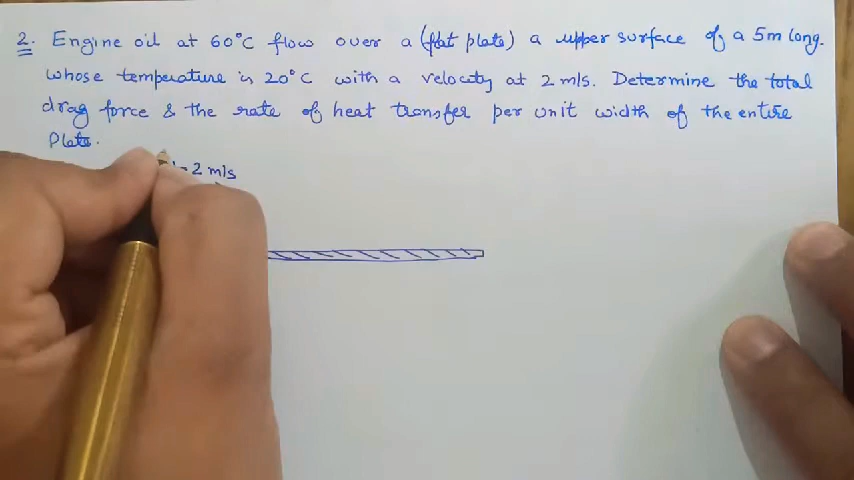 2. Engine oil at 60°C flow over a (flat plate) a upper surface of a 5m long.
whose temperature is 20°C with a velocity at 2 m/s. Determine the total
drag force & the rate of heat transfer per unit width of the entire
plate.
2 m/s